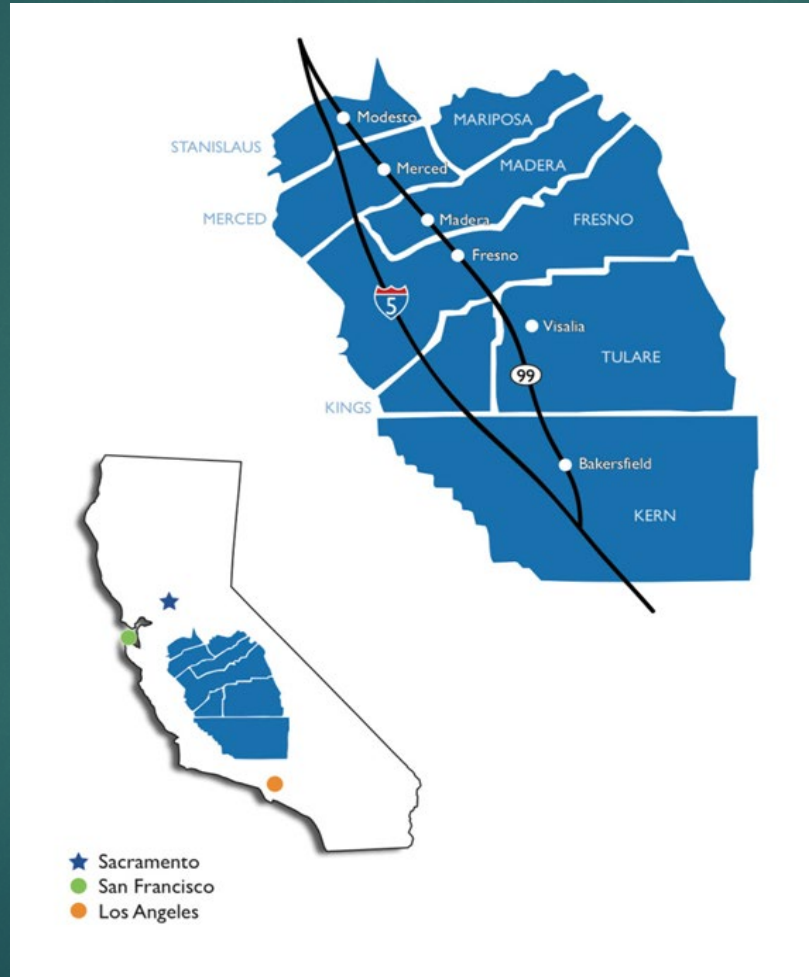 Modesto
MARIPOSA
STANISLAUS
Merced
MADERA
MERCED
Madera
FRESNO
Fresno
5
Visalia
TULARE
99
KINGS
Bakersfield
KERN
Sacramento
San Francisco
Los Angeles